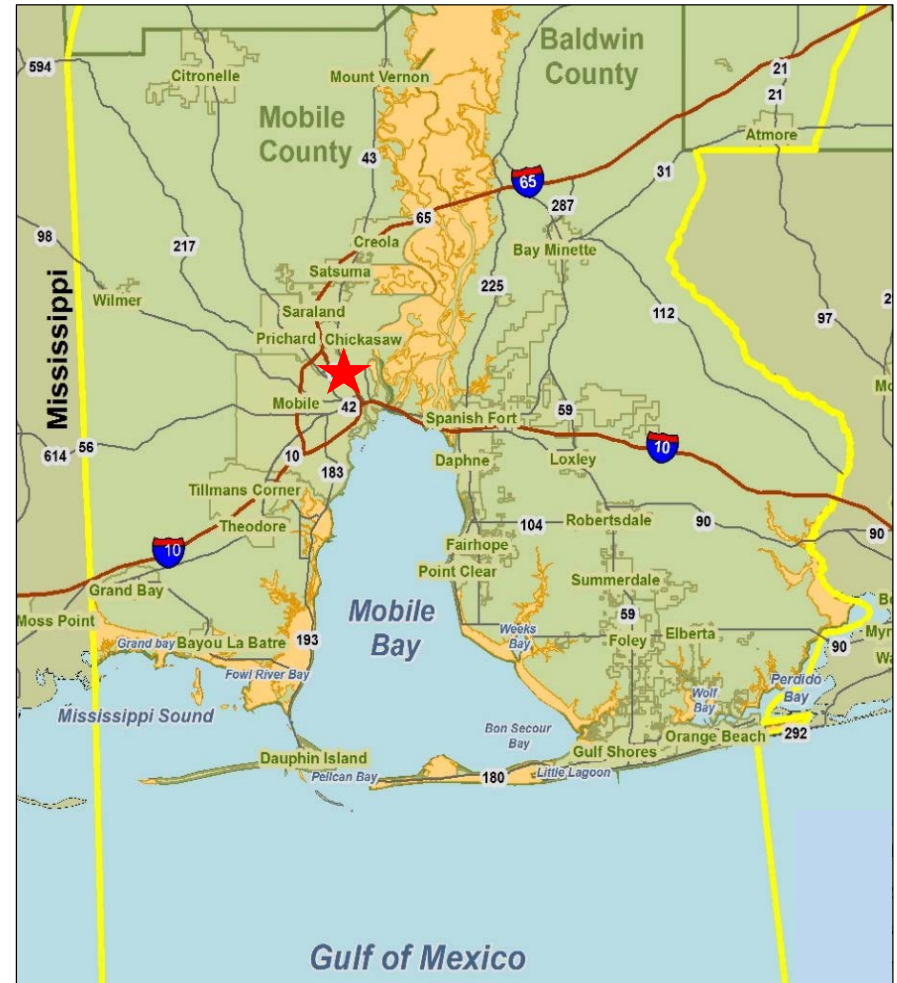 Baldwin
County
594
Citronelle
Mount Vernon
21
21
Mobile
County
Atmore
43
31
65
287
65
98
217
Creola
Bay Minette
Satsuma
225
Mississippi
Wilmer
Saraland
112
97
Prichard
Chickasaw
Mobile
42
Spanish Fort
59
56
614
10
183
Daphne
Loxley
10
Tillmans Corner
Theodore
104
Robertsdale
90
90
10
Fairhope
Point Clear
Grand Bay
Summerdale
Moss Point
Mobile
Bay
59
Weeks
Bay
Foley
Elberta
Grand bay
Bayou La Batre
193
90
Fowl River Bay
Perdido
Bay
Wolf
Bay
Mississippi Sound
Bon Secour
Bay
Orange Beach
292
Dauphin Island
Gulf Shores
Pelican Bay
180
Little Lagoon
Gulf of Mexico